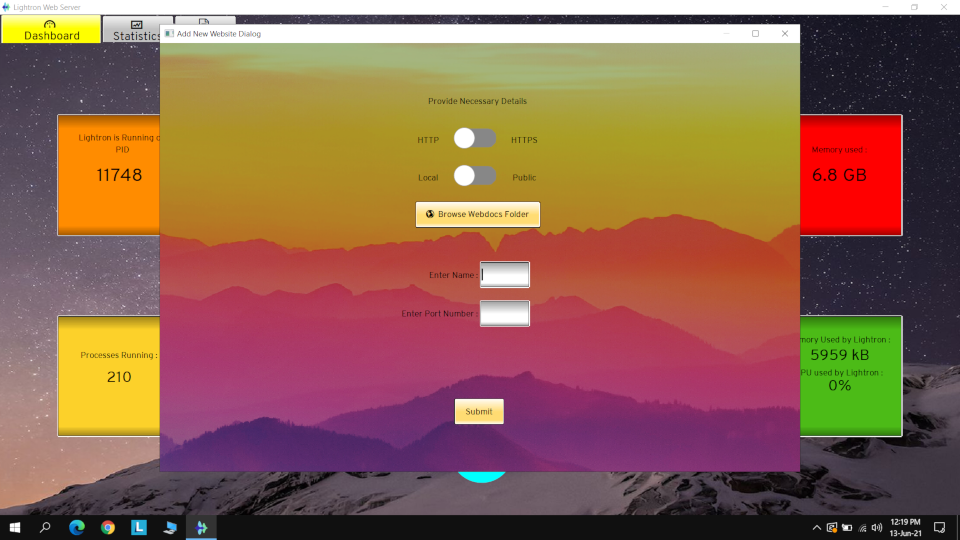 Lightron Web Server
Dashboard
Statistics
Add New Website Dialog
Provide Necessary Details
HTTP HTTPS
Local Public
Browse Webdocs Folder
Enter Name :
Enter Port Number :
Submit
Lightron is Running o
PID
11748
Memory used :
6.8 GB
Processes Running :
210
mory Used by Lightron :
5959 kB
PU used by Lightron :
0%
L
12:19 PM
13-Jun-21